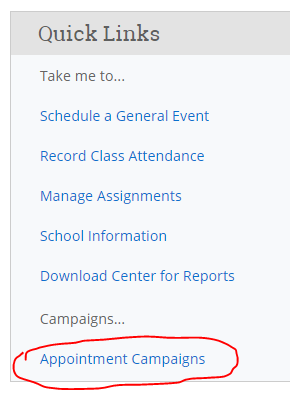 Quick Links
Take me to...
Schedule a General Event
Record Class Attendance
Manage Assignments
School Information
Download Center for Reports
Campaigns...
Appointment Campaigns